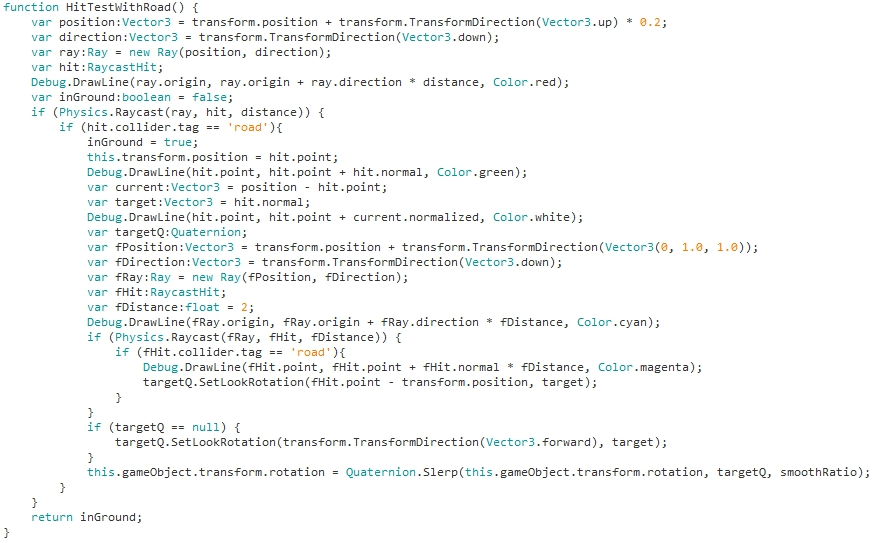 function HitTestWithRoad() {
    var position:Vector3 = transform.position + transform.TransformDirection(Vector3.up) * 0.2;
    var direction:Vector3 = transform.TransformDirection(Vector3.down);
    var ray:Ray = new Ray(position, direction);
    var hit:RaycastHit;
    Debug.DrawLine(ray.origin, ray.origin + ray.direction * distance, Color.red);
    var inGround:boolean = false;
    if (Physics.Raycast(ray, hit, distance)) {
        if (hit.collider.tag == 'road'){
            inGround = true;
            this.transform.position = hit.point;
            Debug.DrawLine(hit.point, hit.point + hit.normal, Color.green);
            var current:Vector3 = position - hit.point;
            var target:Vector3 = hit.normal;
            Debug.DrawLine(hit.point, hit.point + current.normalized, Color.white);
            var targetQ:Quaternion;
            var fPosition:Vector3 = transform.position + transform.TransformDirection(Vector3(0, 1.0, 1.0));
            var fDirection:Vector3 = transform.TransformDirection(Vector3.down);
            var fRay:Ray = new Ray(fPosition, fDirection);
            var fHit:RaycastHit;
            var fDistance:float = 2;
            Debug.DrawLine(fRay.origin, fRay.origin + fRay.direction * fDistance, Color.cyan);
            if (Physics.Raycast(fRay, fHit, fDistance)) {
                if (fHit.collider.tag == 'road'){
                    Debug.DrawLine(fHit.point, fHit.point + fHit.normal * fDistance, Color.magenta);
                    targetQ.SetLookRotation(fHit.point - transform.position, target);
                }
            }
            if (targetQ == null) {
                targetQ.SetLookRotation(transform.TransformDirection(Vector3.forward), target);
            }
            this.gameObject.transform.rotation = Quaternion.Slerp(this.gameObject.transform.rotation, targetQ, smoothRatio);
        }
    }
    return inGround;
}